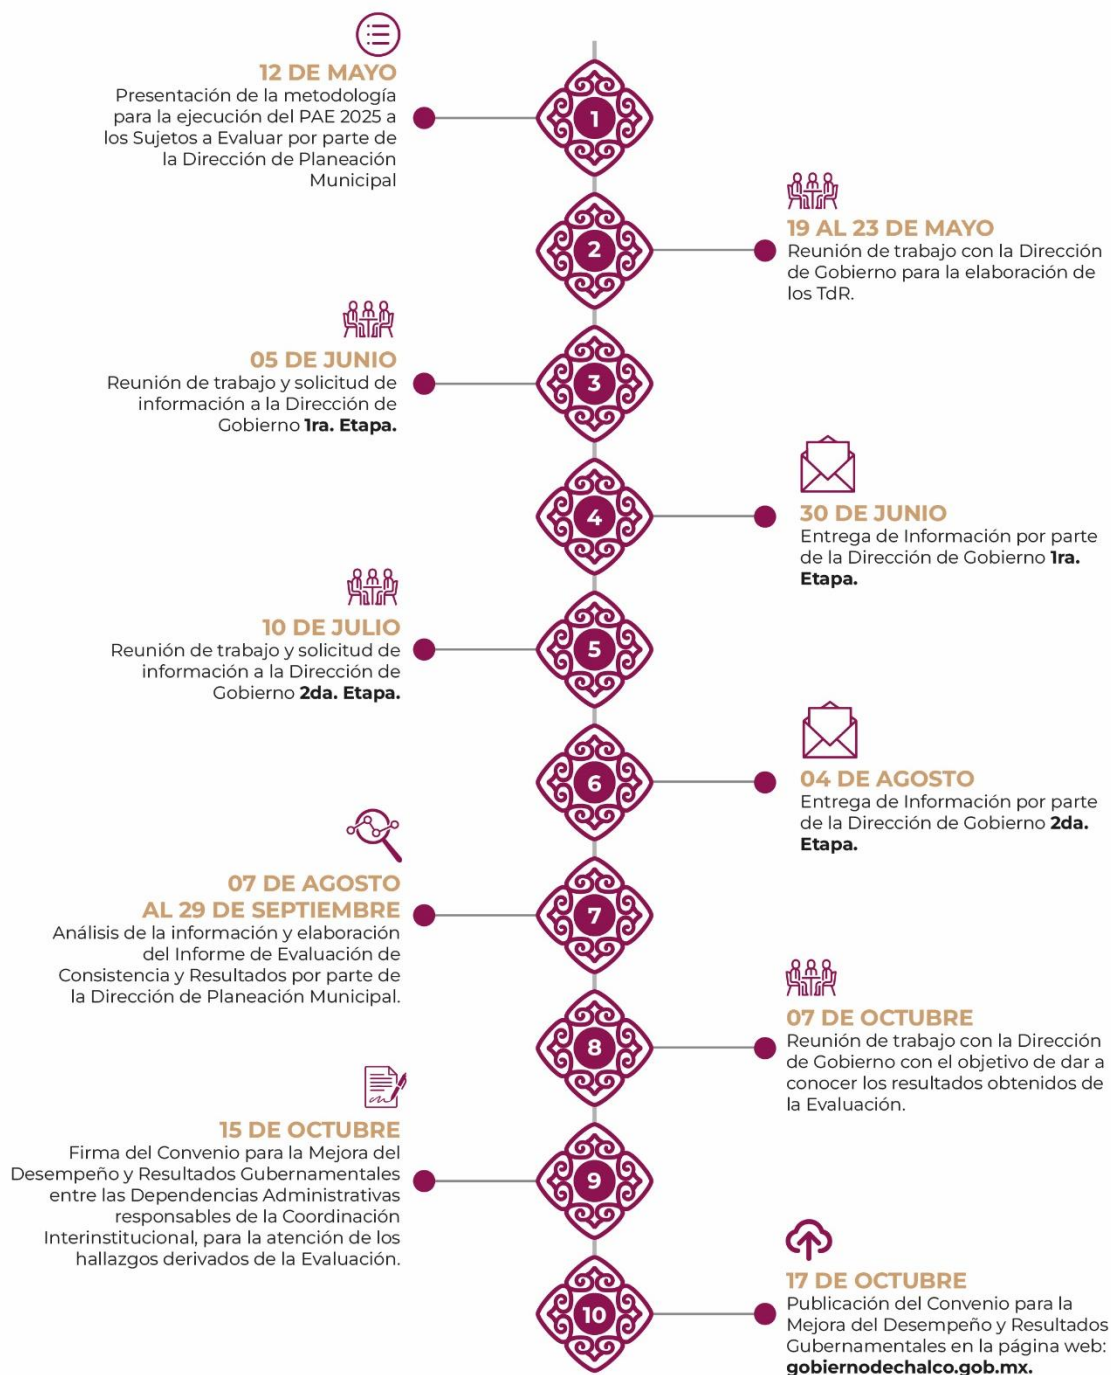 12 DE MAYO
Presentación de la metodología
para la ejecución del PAE 2025 a
los Sujetos a Evaluar por parte de
la Dirección de Planeación
Municipal
1
19 AL 23 DE MAYO
Reunión de trabajo con la Dirección
de Gobierno para la elaboración de
los TdR.
2
05 DE JUNIO
Reunión de trabajo y solicitud de
información a la Dirección de
Gobierno 1ra. Etapa.
3
30 DE JUNIO
Entrega de Información por parte
de la Dirección de Gobierno 1ra.
Etapa.
4
10 DE JULIO
Reunión de trabajo y solicitud de
información a la Dirección de
Gobierno 2da. Etapa.
5
04 DE AGOSTO
Entrega de Información por parte
de la Dirección de Gobierno 2da.
Etapa.
6
07 DE AGOSTO
AL 29 DE SEPTIEMBRE
Análisis de la información y elaboración
del Informe de Evaluación de
Consistencia y Resultados por parte de
la Dirección de Planeación Municipal.
7
07 DE OCTUBRE
Reunión de trabajo con la Dirección
de Gobierno con el objetivo de dar a
conocer los resultados obtenidos de
la Evaluación.
8
15 DE OCTUBRE
Firma del Convenio para la Mejora del
Desempeño y Resultados Gubernamentales
entre las Dependencias Administrativas
responsables de la Coordinación
Interinstitucional, para la atención de los
hallazgos derivados de la Evaluación.
9
17 DE OCTUBRE
Publicación del Convenio para la
Mejora del Desempeño y Resultados
Gubernamentales en la página web:
gobiernodechalco.gob.mx.
10